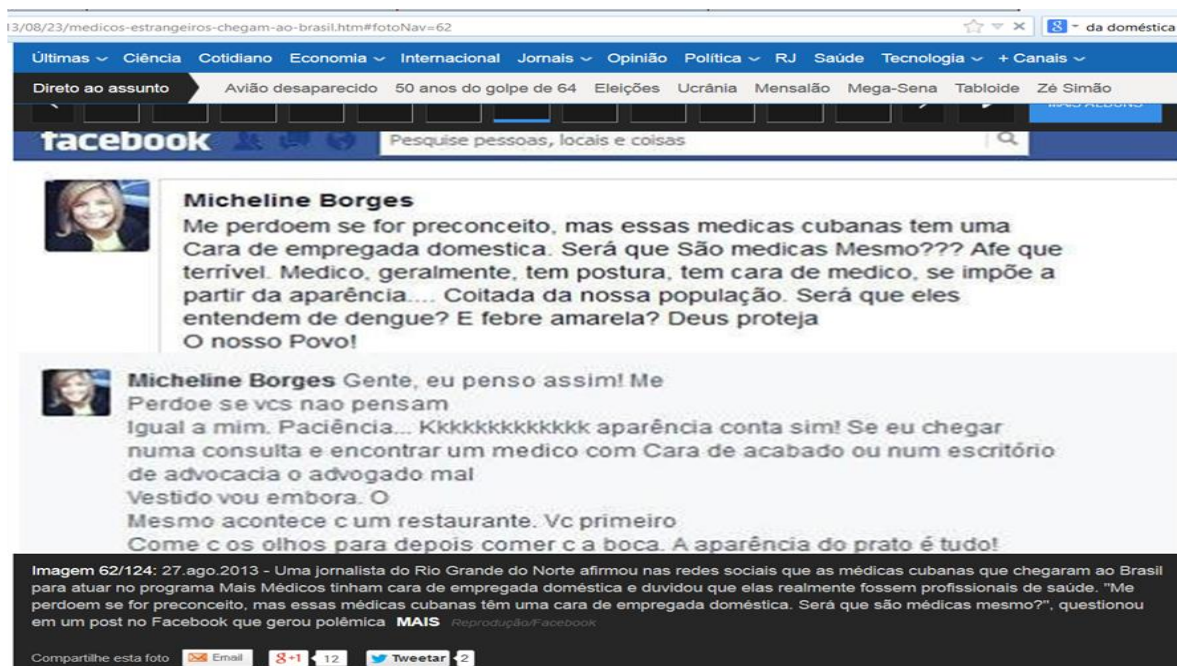 13/08/23/medicos-estrangeiros-chegam-ao-brasil.htm#fotoNav=62
da doméstica
Últimas Ciência Cotidiano Economia Internacional Jornais Opinião Política RJ Saúde Tecnologia + Canais
Direto ao assunto Avião desaparecido 50 anos do golpe de 64 Eleições Ucrânia Mensalão Mega-Sena Tabloide Zé Simão
MAIS ÁLBUNS
facebook Pesquise pessoas, locais e coisas
Micheline Borges
Me perdoem se for preconceito, mas essas medicas cubanas tem uma
Cara de empregada domestica. Será que São medicas Mesmo??? Afe que
terrível. Medico, geralmente, tem postura, tem cara de medico, se impõe a
partir da aparência.... Coitada da nossa população. Será que eles
entendem de dengue? E febre amarela? Deus proteja
O nosso Povo!
Micheline Borges Gente, eu penso assim! Me
Perdoe se vcs nao pensam
Igual a mim. Paciência... Kkkkkkkkkkkkk aparência conta sim! Se eu chegar
numa consulta e encontrar um medico com Cara de acabado ou num escritório
de advocacia o advogado mal
Vestido vou embora. O
Mesmo acontece c um restaurante. Vc primeiro
Come c os olhos para depois comer c a boca. A aparência do prato é tudo!
Imagem 62/124: 27.ago.2013 - Uma jornalista do Rio Grande do Norte afirmou nas redes sociais que as médicas cubanas que chegaram ao Brasil
para atuar no programa Mais Médicos tinham cara de empregada doméstica e duvidou que elas realmente fossem profissionais de saúde. "Me
perdoem se for preconceito, mas essas médicas cubanas têm uma cara de empregada doméstica. Será que são médicas mesmo?", questionou
em um post no Facebook que gerou polêmica MAIS Reprodução/Facebook
Compartilhe esta foto Email +1 12 Tweetar 2